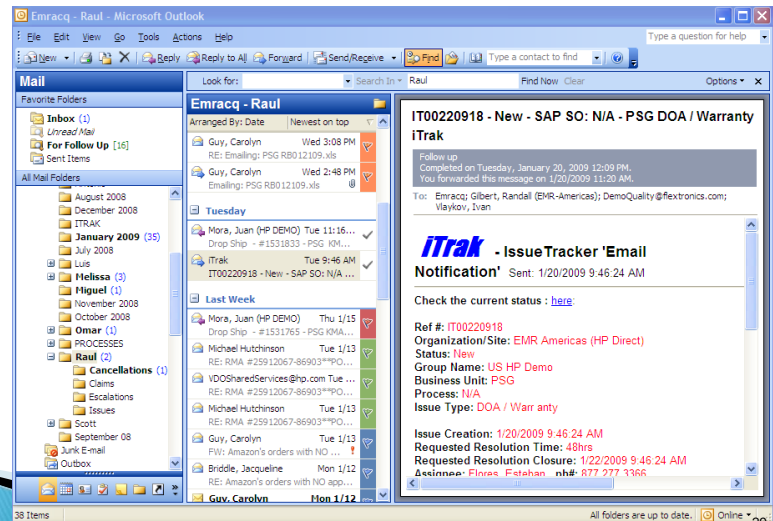 Emracq - Raul - Microsoft Outlook
File Edit View Go Tools Actions Help
Type a question for help
New Reply Reply to All Forward Send/Receive Find Type a contact to find
Mail
Look for: Search In Raul Find Now Clear Options
Favorite Folders
Inbox (1)
Unread Mail
For Follow Up [16]
Sent Items
All Mail Folders
August 2008
December 2008
ITRAK
January 2009 (35)
July 2008
Luis
Melissa (3)
Miguel (1)
November 2008
October 2008
Omar (1)
PROCESSES
Raul (2)
Cancellations (1)
Claims
Escalations
Issues
Scott
September 08
Junk E-mail
Outbox
Emracq - Raul
Arranged By: Date Newest on top
Guy, Carolyn Wed 3:08 PM
RE: Emailing: PSG RB012109.xls
Guy, Carolyn Wed 2:48 PM
Emailing: PSG RB012109.xls
Tuesday
Mora, Juan (HP DEMO) Tue 11:16...
Drop Ship - #1531833 - PSG KM...
iTrak Tue 9:46 AM
IT00220918 - New - SAP SO: N/A ...
Last Week
Mora, Juan (HP DEMO) Thu 1/15
Drop Ship - #1531765 - PSG KMA...
Michael Hutchinson Tue 1/13
RE: RMA #25912067-86903**PO...
VDOSharedServices@hp.com Tue ...
RE: RMA #25912067-86903**PO...
Michael Hutchinson Tue 1/13
RE: RMA #25912067-86903**PO...
Guy, Carolyn Tue 1/13
FW: Amazon's orders with NO ... !
Briddle, Jacqueline Mon 1/12
RE: Amazon's orders with NO app...
Guy, Carolyn Mon 1/12
IT00220918 - New - SAP SO: N/A - PSG DOA / Warranty
iTrak
Follow up
Completed on Tuesday, January 20, 2009 12:09 PM.
You forwarded this message on 1/20/2009 11:20 AM.
To: Emracq; Gilbert, Randall (EMR-Americas); DemoQuality@flextronics.com;
Vlaykov, Ivan
iTrak - IssueTracker 'Email
Notification' Sent: 1/20/2009 9:46:24 AM
Check the current status : here:
Ref #: IT00220918
Organization/Site: EMR Americas (HP Direct)
Status: New
Group Name: US HP Demo
Business Unit: PSG
Process: N/A
Issue Type: DOA / Warr anty
Issue Creation: 1/20/2009 9:46:24 AM
Requested Resolution Time: 48hrs
Requested Resolution Closure: 1/22/2009 9:46:24 AM
Assignee: Flores, Estehan ph#: 877 277 3366
38 Items All folders are up to date. Online